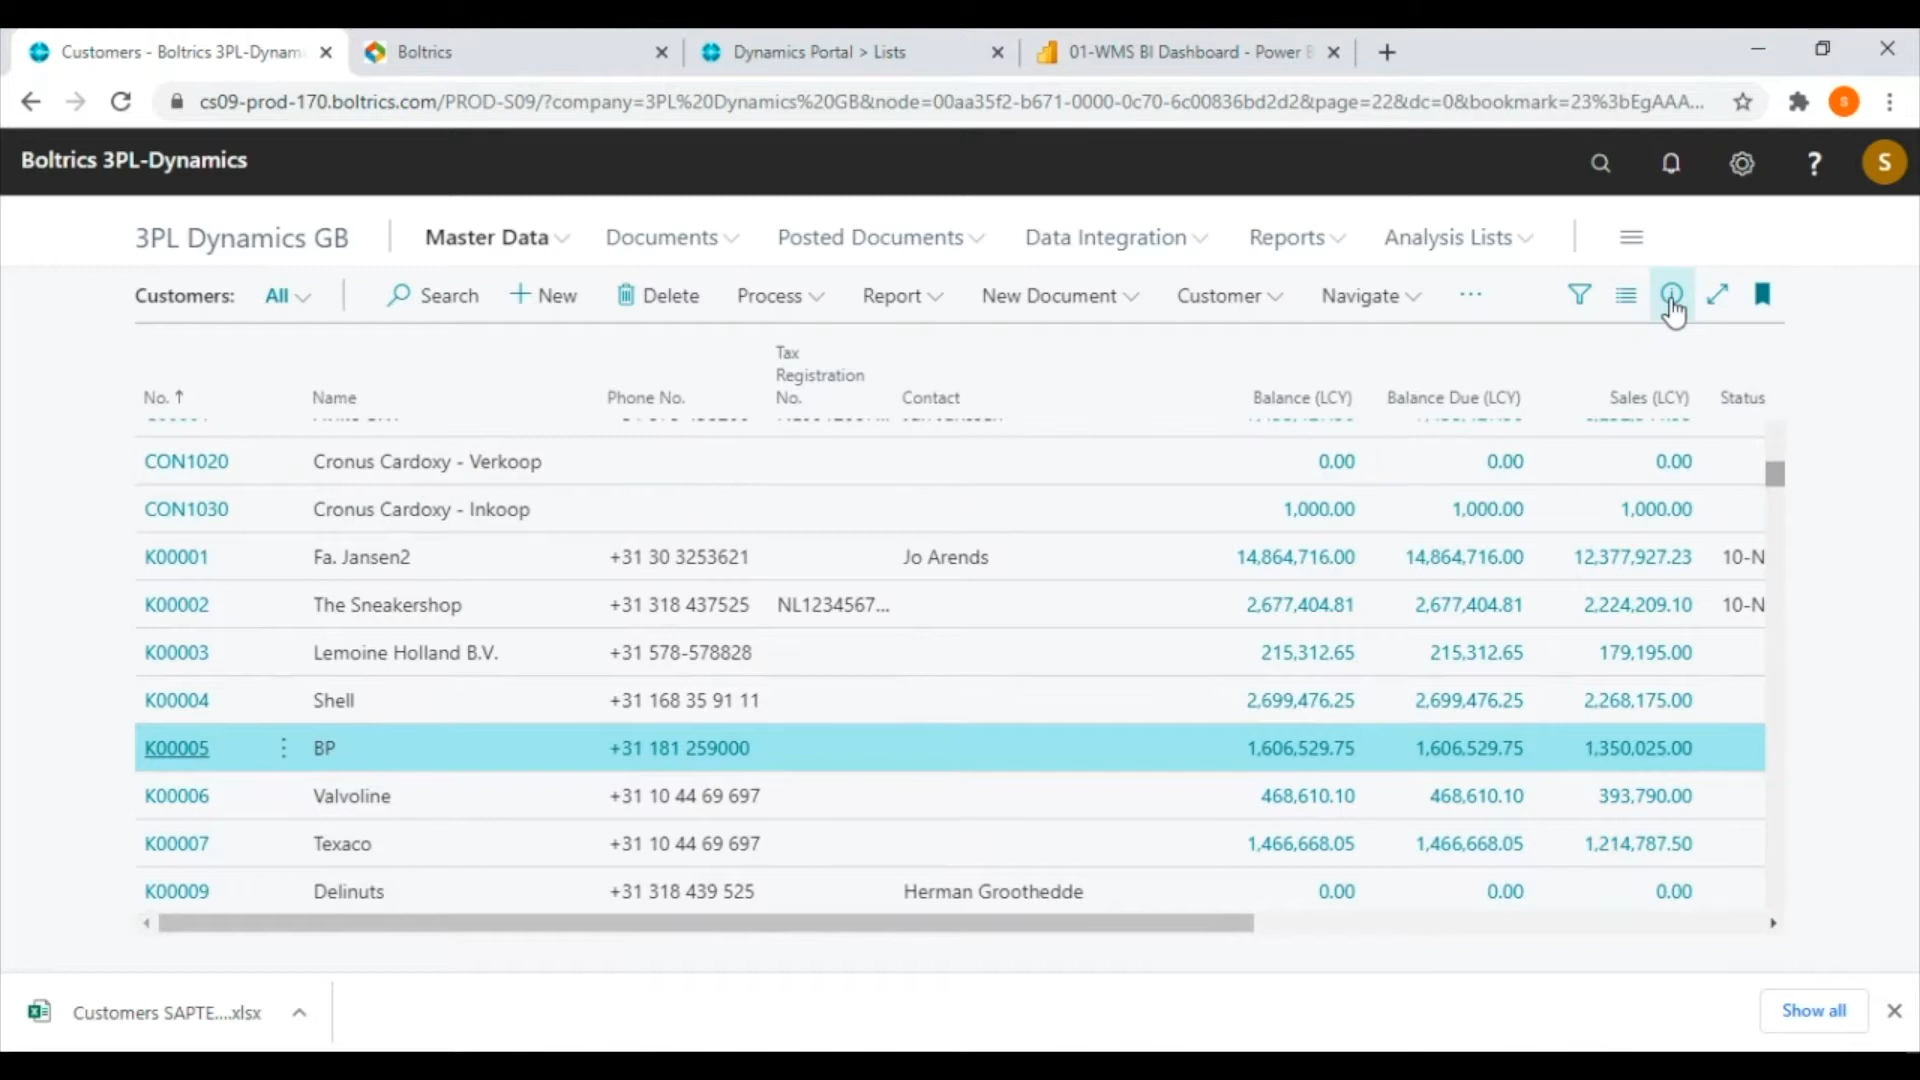 Customers - Boltrics 3PL-Dynam
Boltrics
Dynamics Portal > Lists
01-WMS BI Dashboard - Power B
cs09-prod-170.boltrics.com/PROD-S09/?company=3PL%20Dynamics%20GB&node=00aa35f2-b671-0000-0c70-6c00836bd2d2&page=22&dc=0&bookmark=23%3bEgAAA...
S
Boltrics 3PL-Dynamics
?
S
3PL Dynamics GB
Master Data
Documents
Posted Documents
Data Integration
Reports
Analysis Lists
Customers:
All
Search
New
Delete
Process
Report
New Document
Customer
Navigate
...
No. ↑
Name
Phone No.
Tax
Registration
No.
Contact
Balance (LCY)
Balance Due (LCY)
Sales (LCY)
Status
CON1020 Cronus Cardoxy - Verkoop 0.00 0.00 0.00
CON1030 Cronus Cardoxy - Inkoop 1,000.00 1,000.00 1,000.00
K00001 Fa. Jansen2 +31 30 3253621 Jo Arends 14,864,716.00 14,864,716.00 12,377,927.23 10-N
K00002 The Sneakershop +31 318 437525 NL1234567... 2,677,404.81 2,677,404.81 2,224,209.10 10-N
K00003 Lemoine Holland B.V. +31 578-578828 215,312.65 215,312.65 179,195.00
K00004 Shell +31 168 35 91 11 2,699,476.25 2,699,476.25 2,268,175.00
K00005 BP +31 181 259000 1,606,529.75 1,606,529.75 1,350,025.00
K00006 Valvoline +31 10 44 69 697 468,610.10 468,610.10 393,790.00
K00007 Texaco +31 10 44 69 697 1,466,668.05 1,466,668.05 1,214,787.50
K00009 Delinuts +31 318 439 525 Herman Groothedde 0.00 0.00 0.00
Customers SAPTE....xlsx
Show all